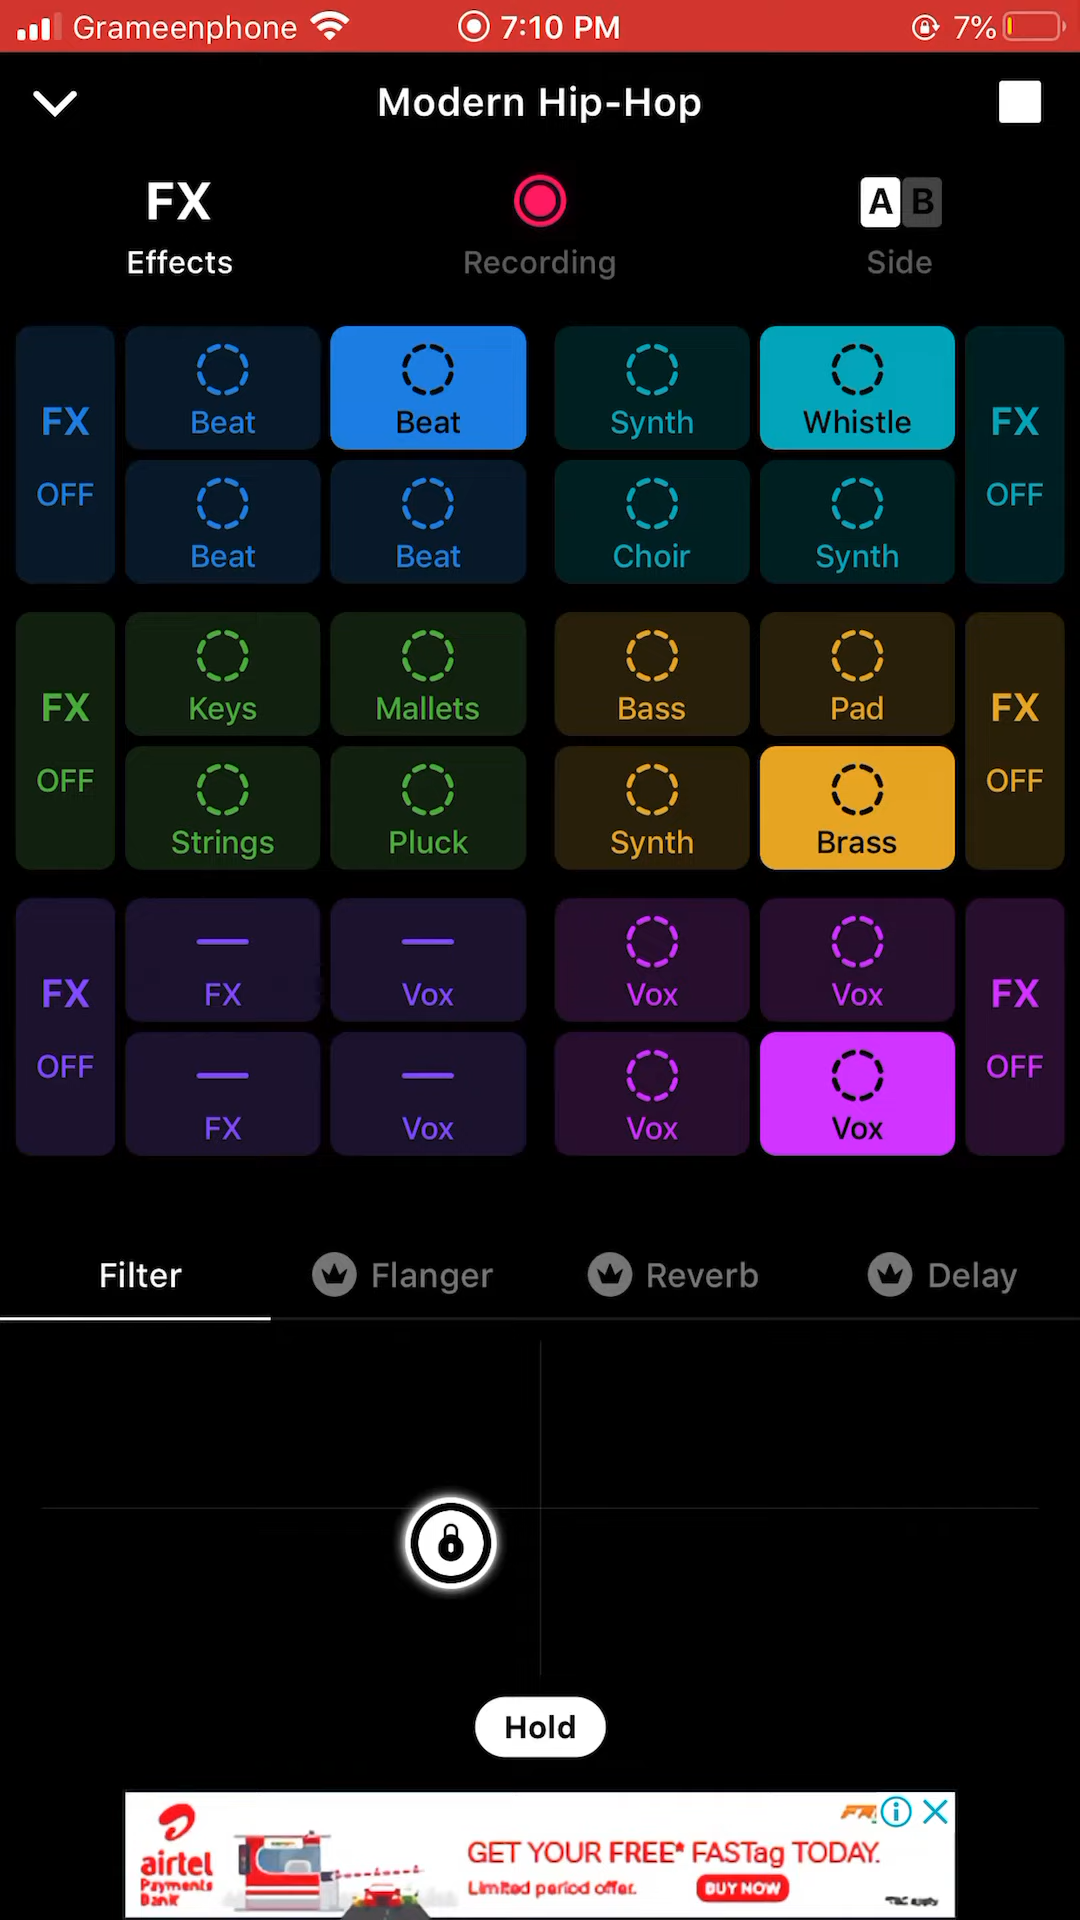 Grameenphone 7:10 PM 7%
Modern Hip-Hop
FX A B
Effects Recording Side
Beat Beat Synth Whistle
FX FX
OFF OFF
Beat Beat Choir Synth
Keys Mallets Bass Pad
FX FX
OFF OFF
Strings Pluck Synth Brass
FX Vox Vox Vox
FX FX
OFF OFF
FX Vox Vox Vox
Filter Flanger Reverb Delay
Hold
airtel
Payments
Bank
GET YOUR FREE* FASTag TODAY.
Limited period offer. BUY NOW
*T&C apply